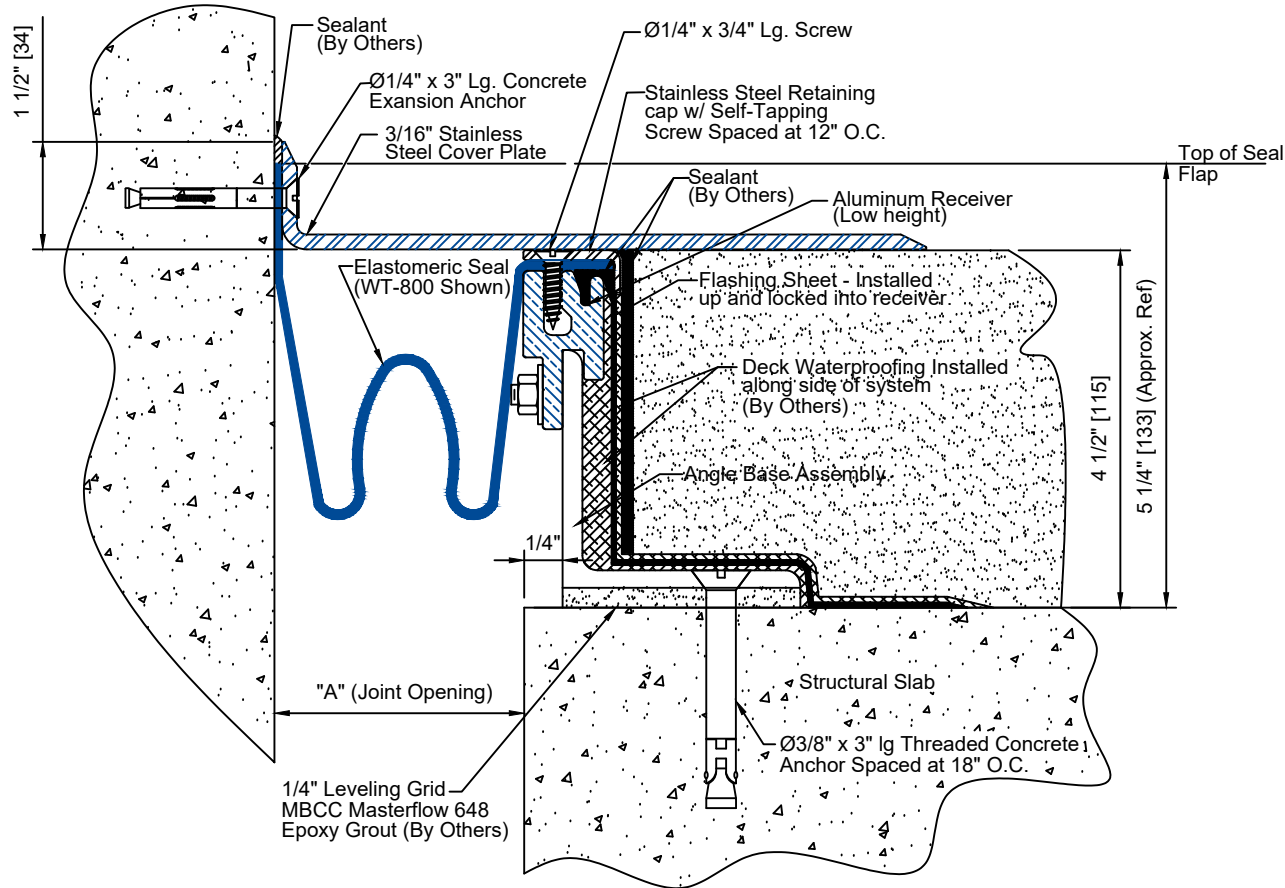 Sealant
(By Others)
Ø1/4" x 3/4" Lg. Screw
1 1/2" [34]
Ø1/4" x 3" Lg. Concrete
Exansion Anchor
Stainless Steel Retaining
cap w/ Self-Tapping
Screw Spaced at 12" O.C.
3/16" Stainless
Steel Cover Plate
Top of Seal
Flap
Sealant
(By Others)
Aluminum Receiver
(Low height)
Elastomeric Seal
(WT-800 Shown)
Flashing Sheet - Installed
up and locked into receiver
Deck Waterproofing Installed
along side of system
(By Others)
4 1/2" [115]
5 1/4" [133] (Approx. Ref)
Angle Base Assembly
1/4"
"A" (Joint Opening)
Structural Slab
Ø3/8" x 3" lg Threaded Concrete
Anchor Spaced at 18" O.C.
1/4" Leveling Grid
MBCC Masterflow 648
Epoxy Grout (By Others)